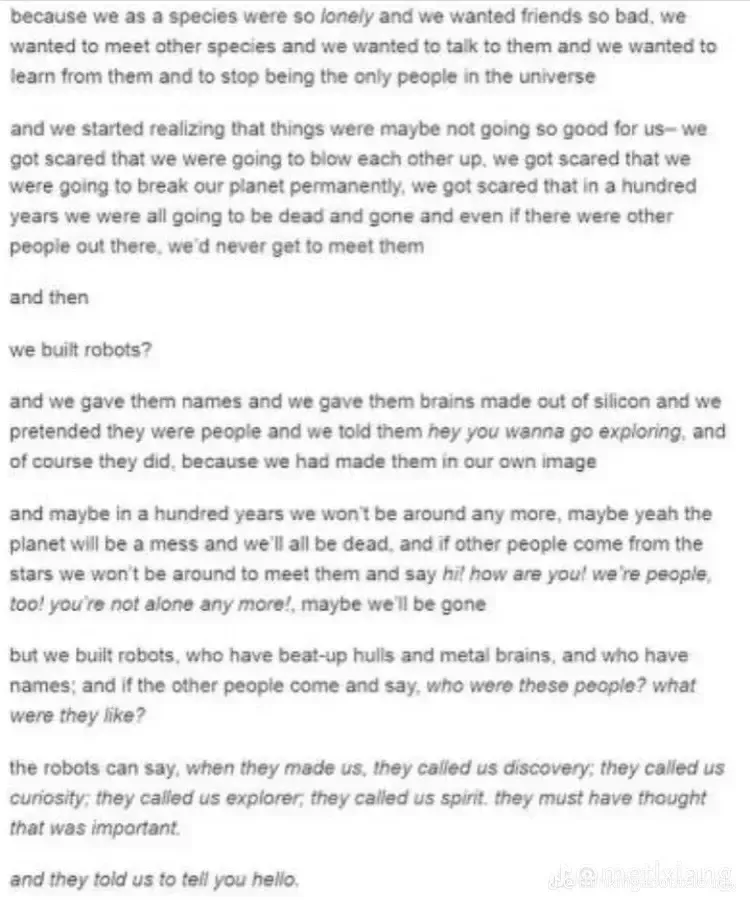 because we as a species were so lonely and we wanted friends so bad, we
wanted to meet other species and we wanted to talk to them and we wanted to
learn from them and to stop being the only people in the universe
and we started realizing that things were maybe not going so good for us– we
got scared that we were going to blow each other up, we got scared that we
were going to break our planet permanently, we got scared that in a hundred
years we were all going to be dead and gone and even if there were other
people out there, we'd never get to meet them
and then
we built robots?
and we gave them names and we gave them brains made out of silicon and we
pretended they were people and we told them hey you wanna go exploring, and
of course they did, because we had made them in our own image
and maybe in a hundred years we won't be around any more, maybe yeah the
planet will be a mess and we'll all be dead, and if other people come from the
stars we won't be around to meet them and say hi! how are you! we're people,
too! you're not alone any more!, maybe we'll be gone
but we built robots, who have beat-up hulls and metal brains, and who have
names; and if the other people come and say, who were these people? what
were they like?
the robots can say, when they made us, they called us discovery; they called us
curiosity; they called us explorer; they called us spirit. they must have thought
that was important.
and they told us to tell you hello.